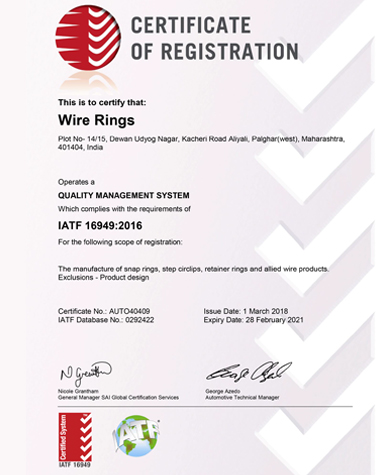 CERTIFICATE
OF REGISTRATION
This is to certify that:
Wire Rings
Plot No- 14/15, Dewan Udyog Nagar, Kacheri Road Aliyali, Palghar(west), Maharashtra,
401404, India
Operates a
QUALITY MANAGEMENT SYSTEM
Which complies with the requirements of
IATF 16949:2016
For the following scope of registration:
The manufacture of snap rings, step circlips, retainer rings and allied wire products.
Exclusions - Product design
Certificate No.: AUTO40409
IATF Database No.: 0292422
Issue Date: 1 March 2018
Expiry Date: 28 February 2021
N Grantham
Nicole Grantham
General Manager SAI Global Certification Services
George Azedo
Automotive Technical Manager
Certified System
IATF 16949
IATF